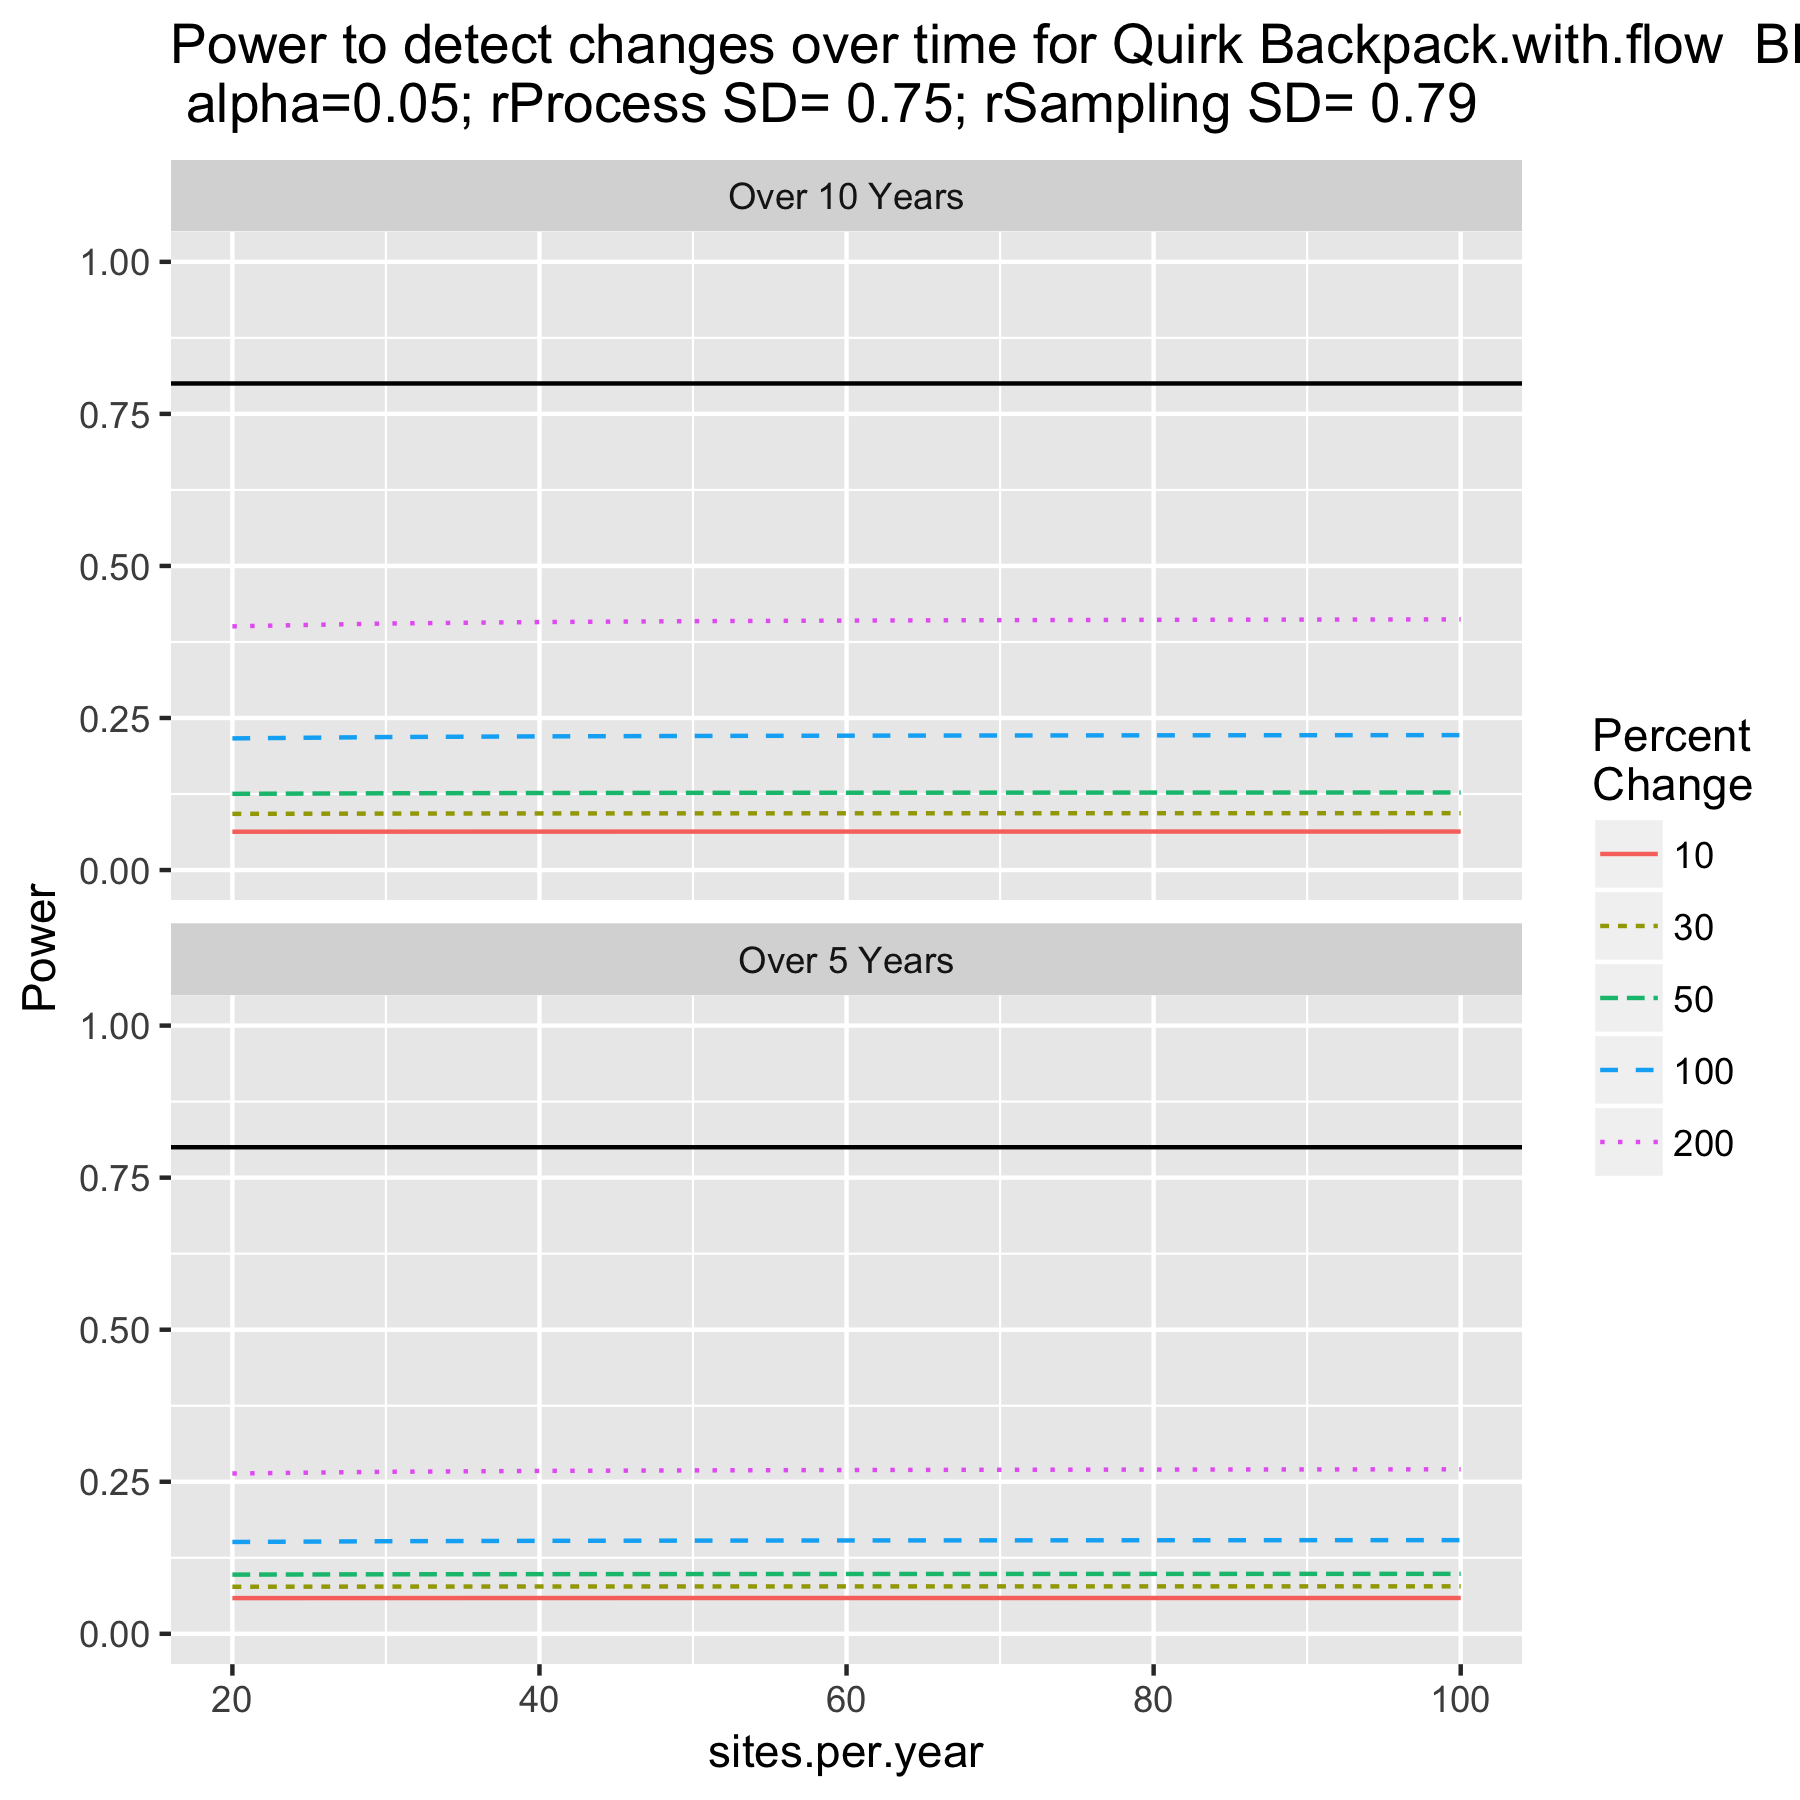 Power to detect changes over time for Quirk Backpack.with.flow
alpha=0.05; rProcess SD= 0.75; rSampling SD= 0.79
Over 10 Years
1.00
0.75
0.50
0.25
0.00
Over 5 Years
1.00
0.75
0.50
0.25
0.00
Power
20 40 60 80 100
sites.per.year
Percent
Change
10
30
50
100
200